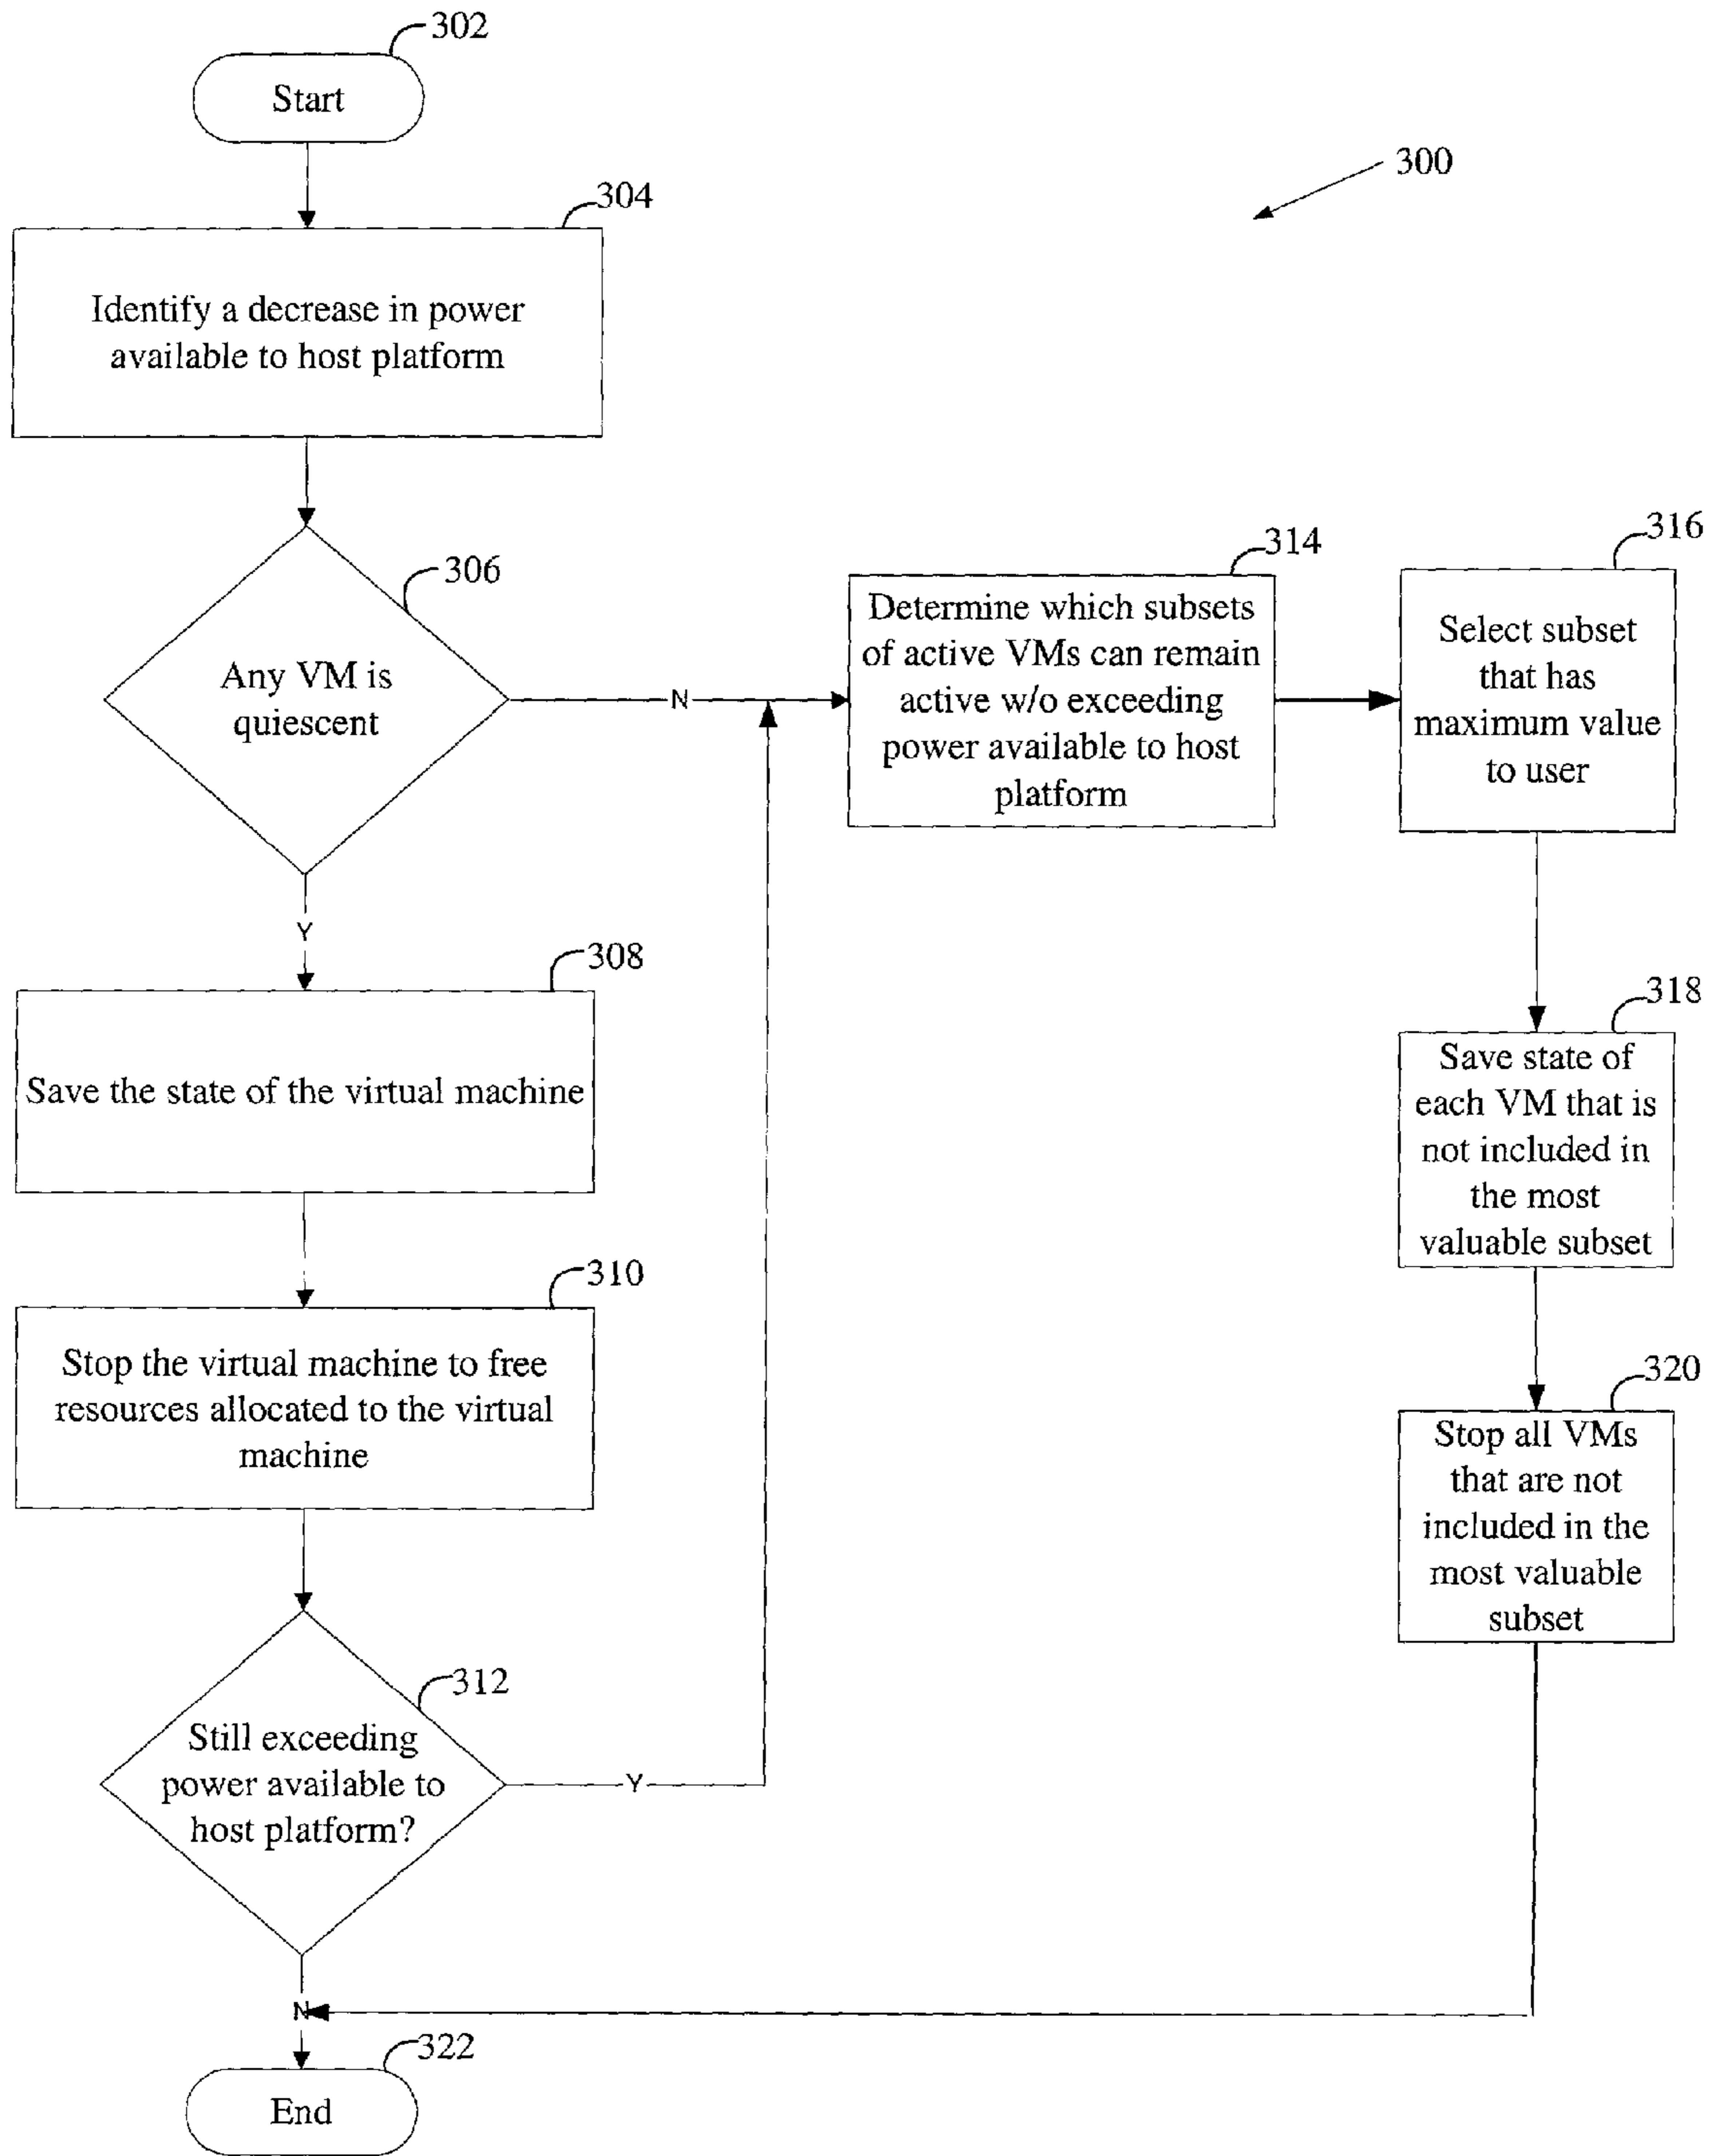 302
Start
300
304
Identify a decrease in power
available to host platform
306
Any VM is
quiescent
N
Y
314
Determine which subsets
of active VMs can remain
active w/o exceeding
power available to host
platform
316
Select subset
that has
maximum value
to user
308
Save the state of the virtual machine
318
Save state of
each VM that is
not included in
the most
valuable subset
310
Stop the virtual machine to free
resources allocated to the virtual
machine
320
Stop all VMs
that are not
included in the
most valuable
subset
312
Still exceeding
power available to
host platform?
Y
N
322
End